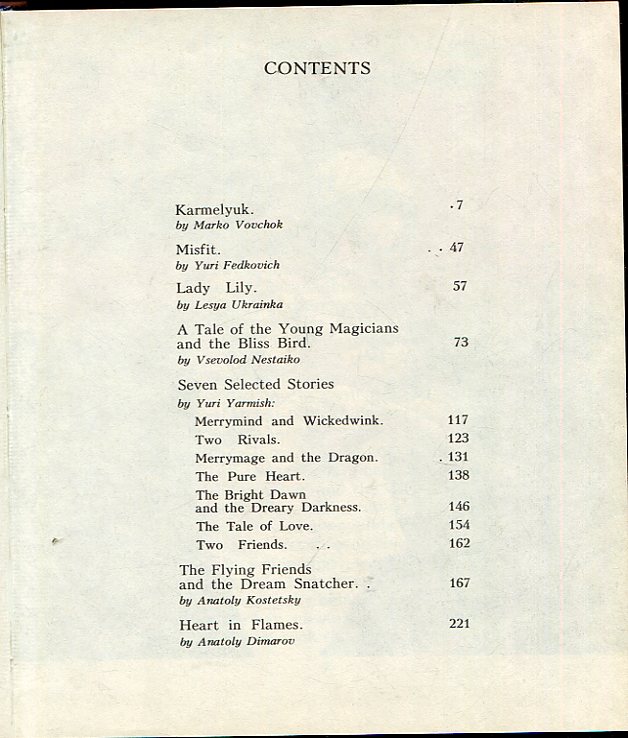 CONTENTS
Karmelyuk. . 7
by Marko Vovchok
Misfit. . . 47
by Yuri Fedkovich
Lady Lily. 57
by Lesya Ukrainka
A Tale of the Young Magicians
and the Bliss Bird. 73
by Vsevolod Nestaiko
Seven Selected Stories
by Yuri Yarmish:
Merrymind and Wickedwink. 117
Two Rivals. 123
Merrymage and the Dragon. . 131
The Pure Heart. 138
The Bright Dawn
and the Dreary Darkness. 146
The Tale of Love. 154
Two Friends. . . 162
The Flying Friends
and the Dream Snatcher. . 167
by Anatoly Kostetsky
Heart in Flames. 221
by Anatoly Dimarov